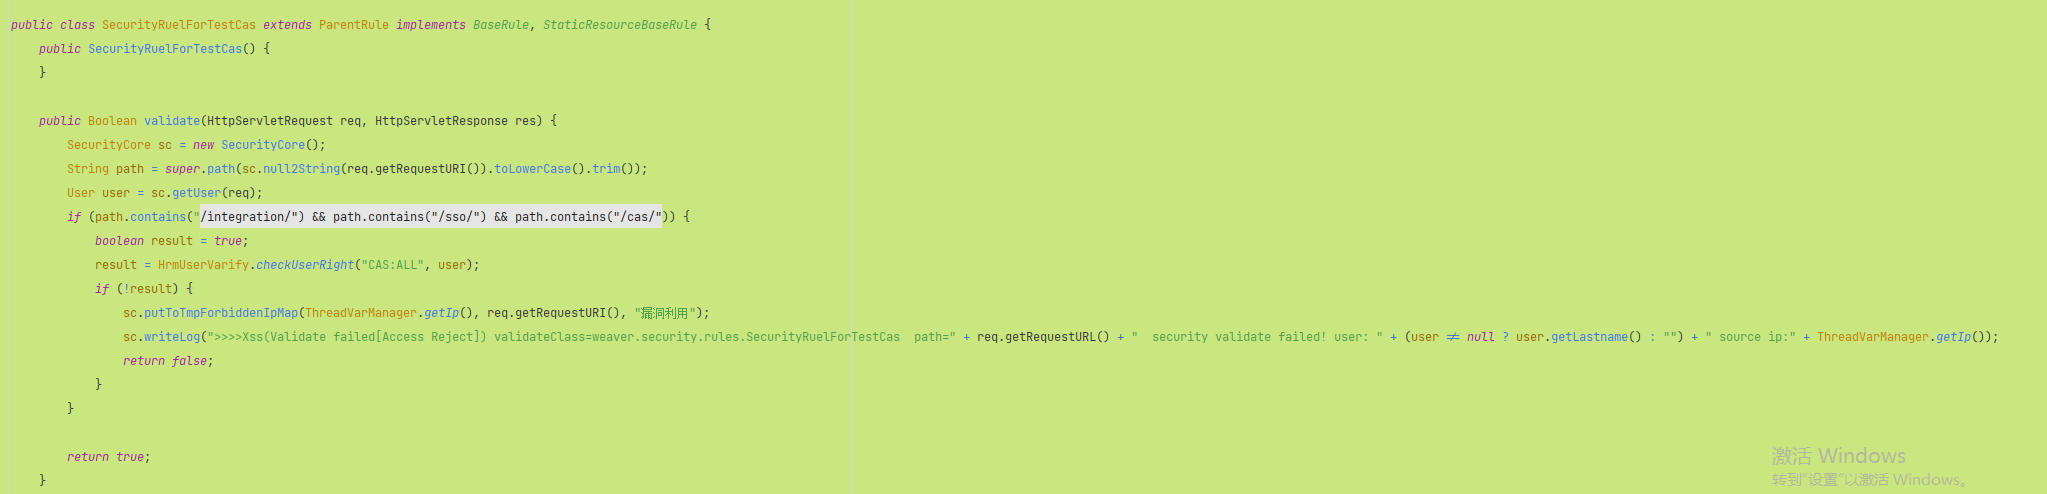 public class SecurityRuelForTestCas extends ParentRule implements BaseRule, StaticResourceBaseRule {
public SecurityRuelForTestCas() {
}
public Boolean validate(HttpServletRequest req, HttpServletResponse res) {
SecurityCore sc = new SecurityCore();
String path = super.path(sc.null2String(req.getRequestURI()).toLowerCase().trim());
User user = sc.getUser(req);
if (path.contains("/integration/") && path.contains("/sso/") && path.contains("/cas/")) {
boolean result = true;
result = HrmUserVarify.checkUserRight("CAS:ALL", user);
if (!result) {
sc.putToTmpForbiddenIpMap(ThreadVarManager.getIp(), req.getRequestURI(), "漏洞利用");
sc.writeLog(">>>>Xss(Validate failed[Access Reject]) validateClass=weaver.security.rules.SecurityRuelForTestCas  path=" + req.getRequestURL() + "  security validate failed! user: " + (user ≠ null ? user.getLastname() : "") + " source ip:" + ThreadVarManager.getIp());
return false;
}
}
return true;
}
激活 Windows
转到"设置"以激活 Windows。